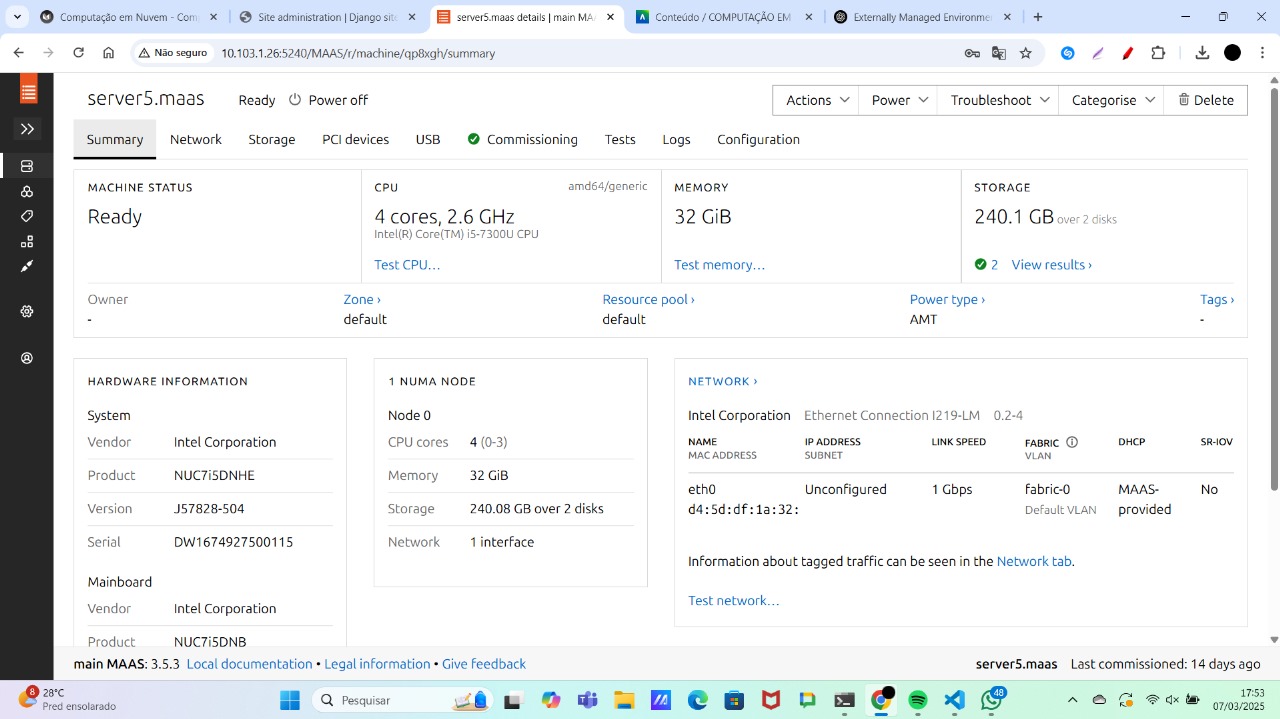 Computação em Nuvem | Comp
Site administration | Django site
server5.maas details | main MAA
Conteúdo / COMPUTAÇÃO EM
Externally Managed Environme
Não seguro
10.103.1.26:5240/MAAS/r/machine/qp8xgh/summary
server5.maas Ready Power off
Actions Power Troubleshoot Categorise Delete
Summary Network Storage PCI devices USB Commissioning Tests Logs Configuration
MACHINE STATUS
Ready
CPU amd64/generic
4 cores, 2.6 GHz
Intel(R) Core(TM) i5-7300U CPU
Test CPU…
MEMORY
32 GiB
Test memory…
STORAGE
240.1 GB over 2 disks
2 View results ›
Owner
-
Zone ›
default
Resource pool ›
default
Power type ›
AMT
Tags ›
-
HARDWARE INFORMATION
System
Vendor Intel Corporation
Product NUC7i5DNHE
Version J57828-504
Serial DW1674927500115
Mainboard
Vendor Intel Corporation
Product NUC7i5DNB
1 NUMA NODE
Node 0
CPU cores 4 (0-3)
Memory 32 GiB
Storage 240.08 GB over 2 disks
Network 1 interface
NETWORK ›
Intel Corporation Ethernet Connection I219-LM 0.2-4
NAME IP ADDRESS LINK SPEED FABRIC DHCP SR-IOV
MAC ADDRESS SUBNET VLAN
eth0 Unconfigured 1 Gbps fabric-0 MAAS- No
d4:5d:df:1a:32: Default VLAN provided
Information about tagged traffic can be seen in the Network tab.
Test network…
main MAAS: 3.5.3 Local documentation • Legal information • Give feedback
server5.maas Last commissioned: 14 days ago
8
28°C
Pred ensolarado
Pesquisar
48
17:53
07/03/2025